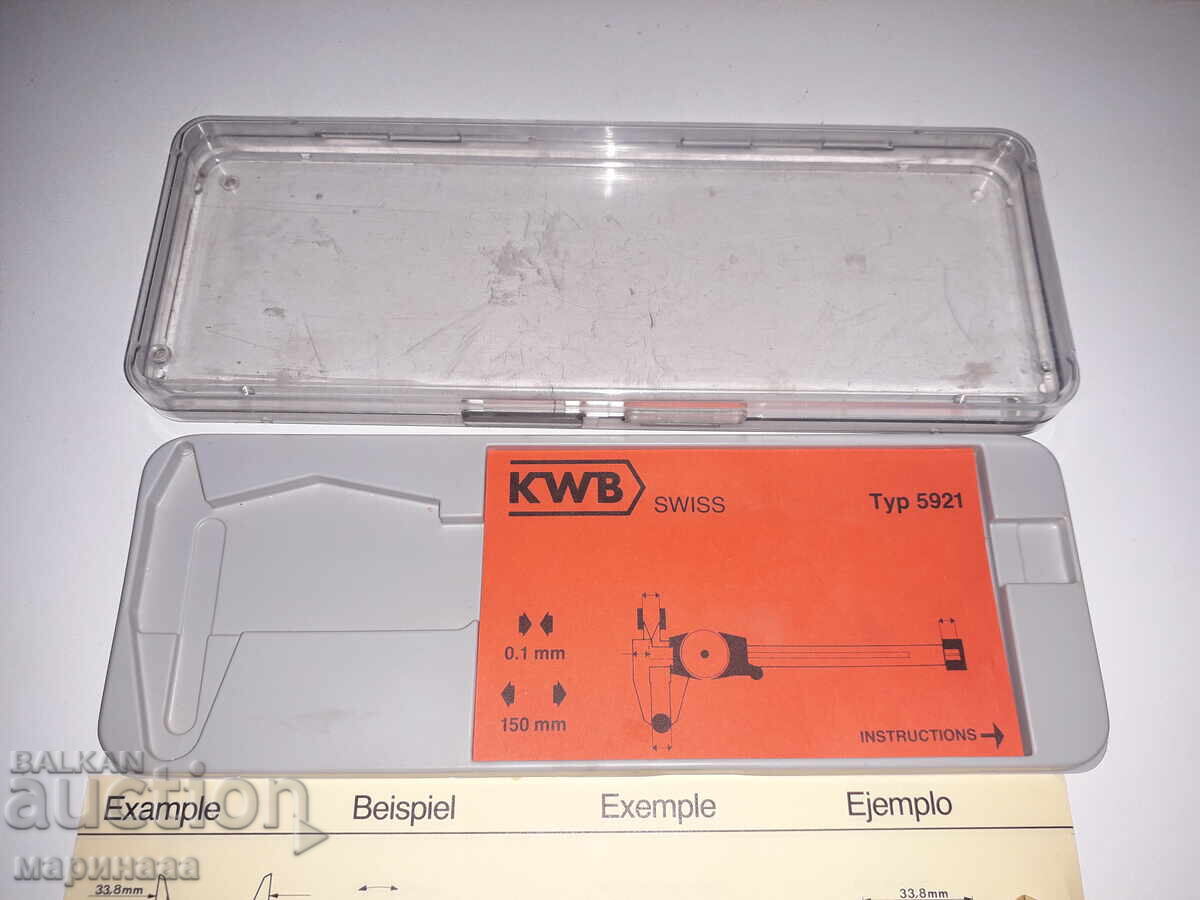 KWB SWISS
Typ 5921
0.1 mm
150 mm
INSTRUCTIONS
BALKAN
auction
маринааа
Example Beispiel Exemple Ejemplo
33,8mm 33,8mm